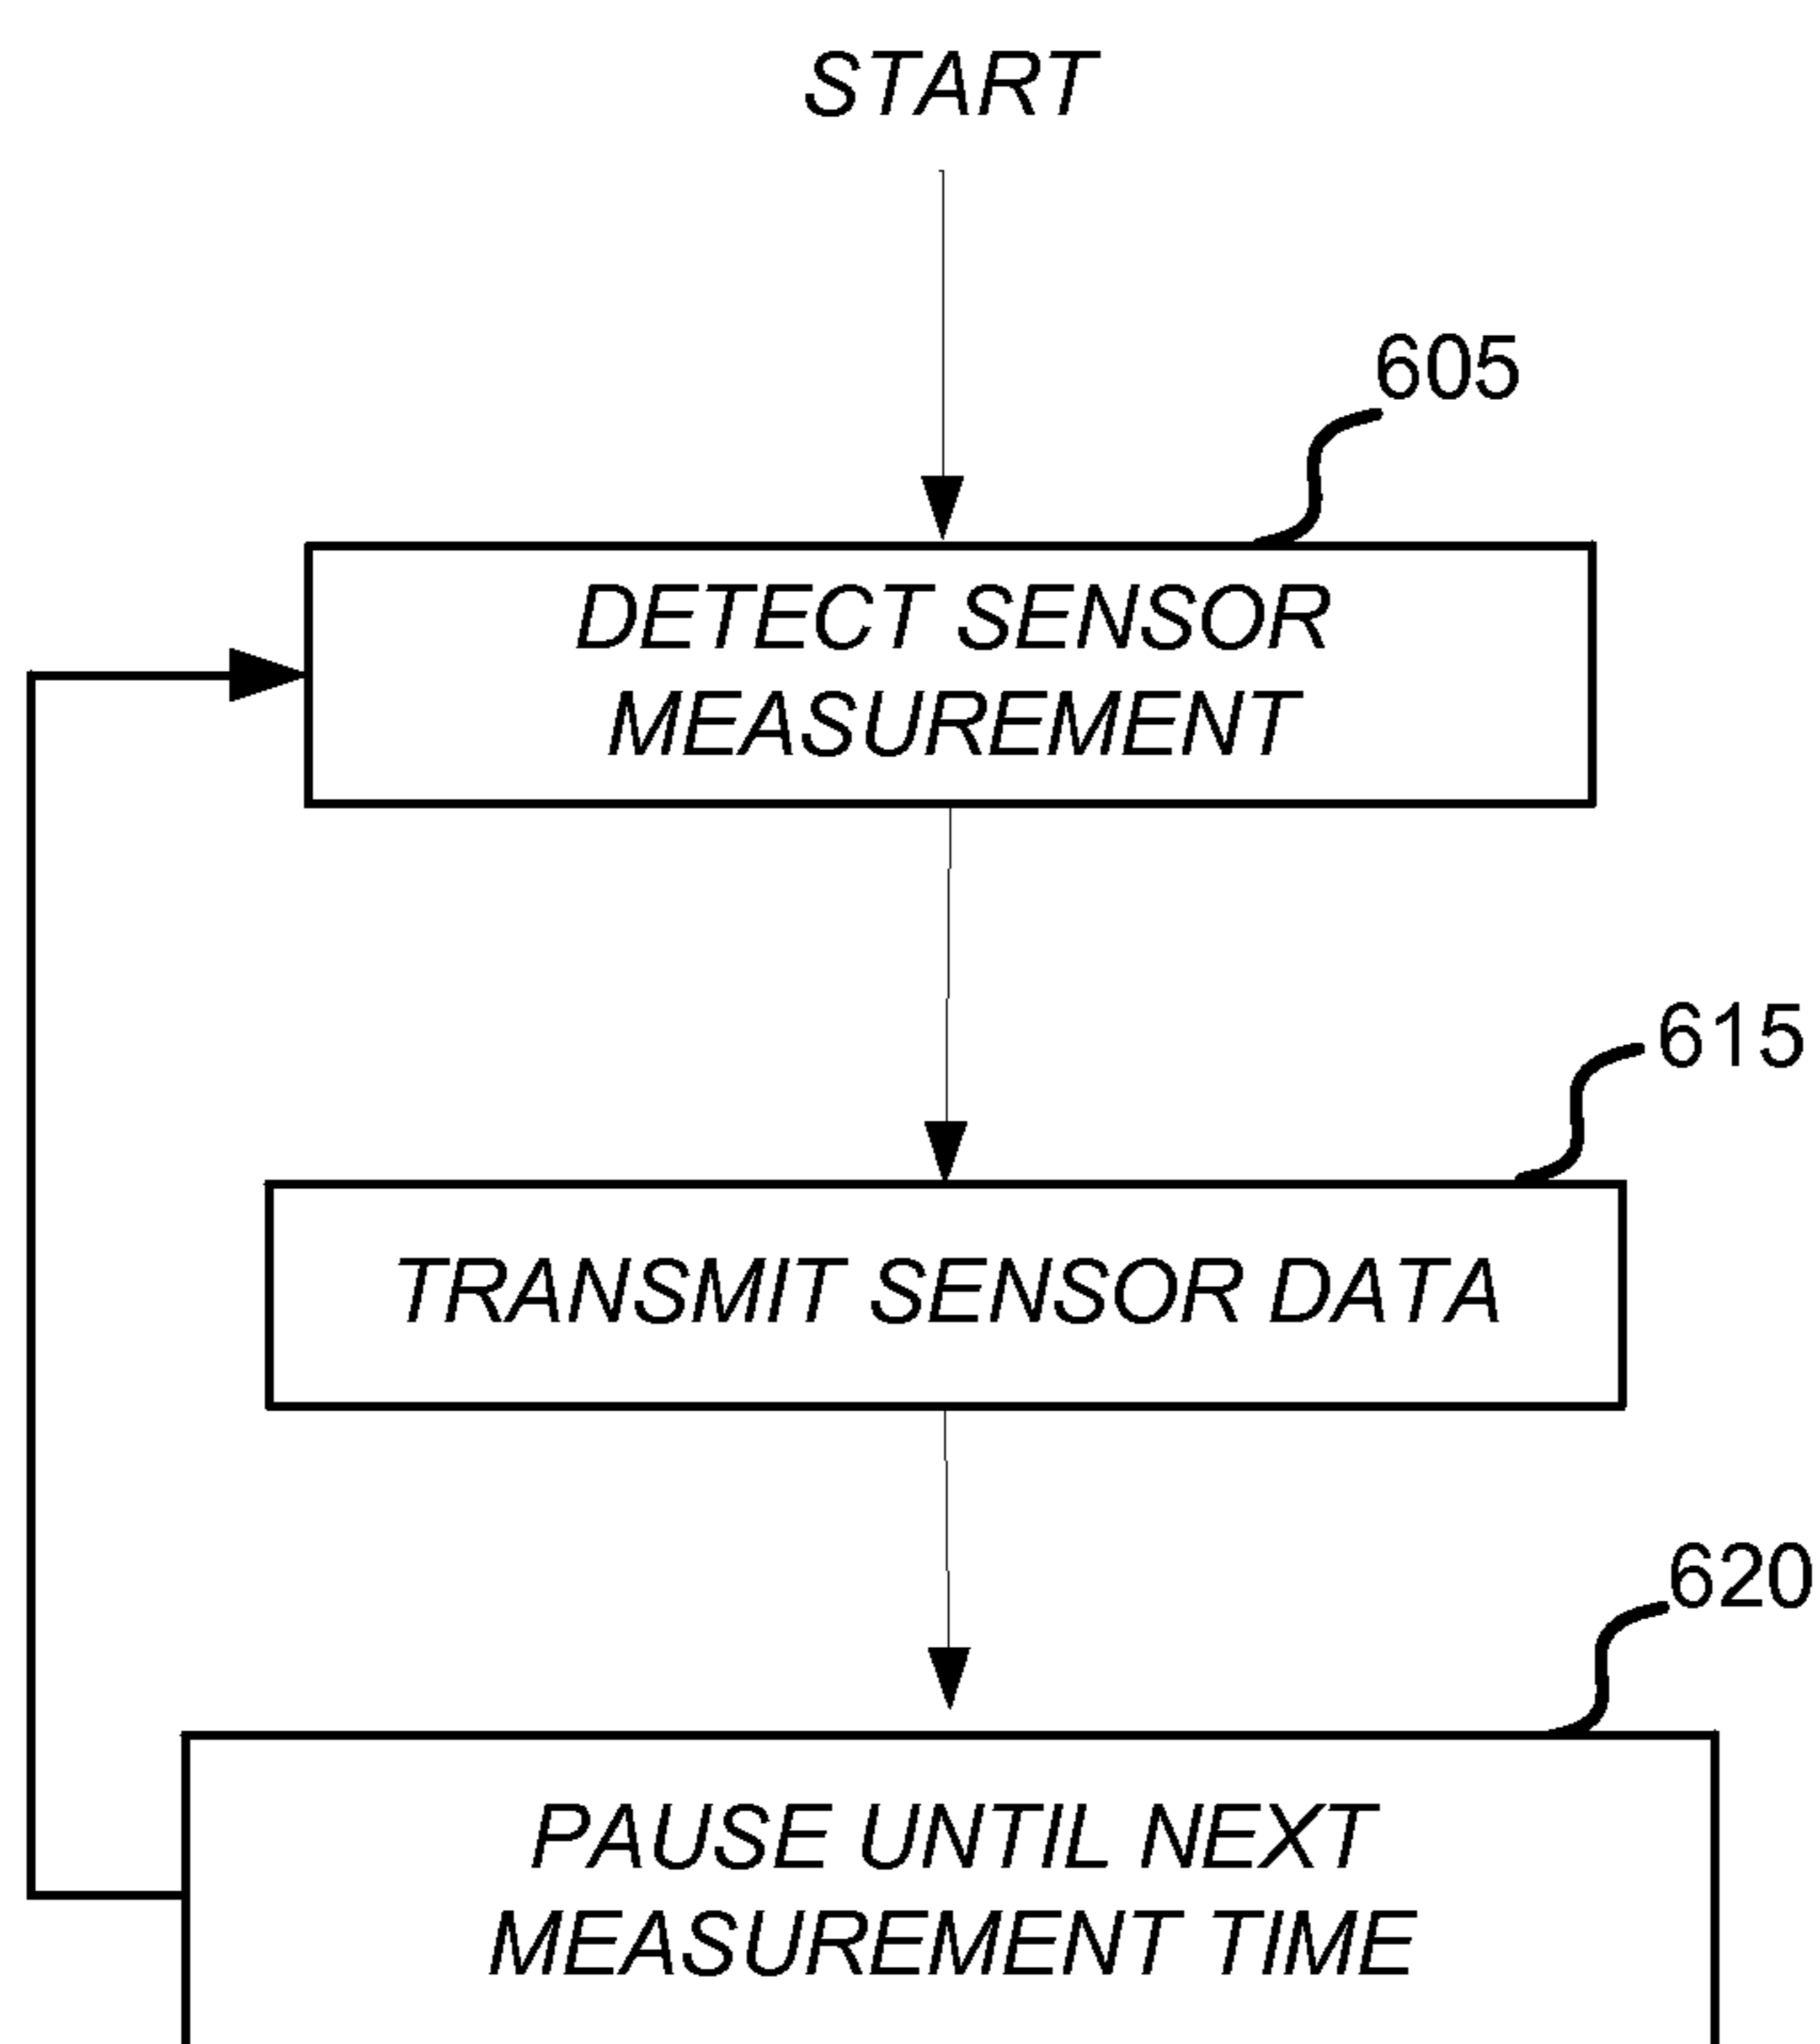 START
605
DETECT SENSOR
MEASUREMENT
615
TRANSMIT SENSOR DATA
620
PAUSE UNTIL NEXT
MEASUREMENT TIME